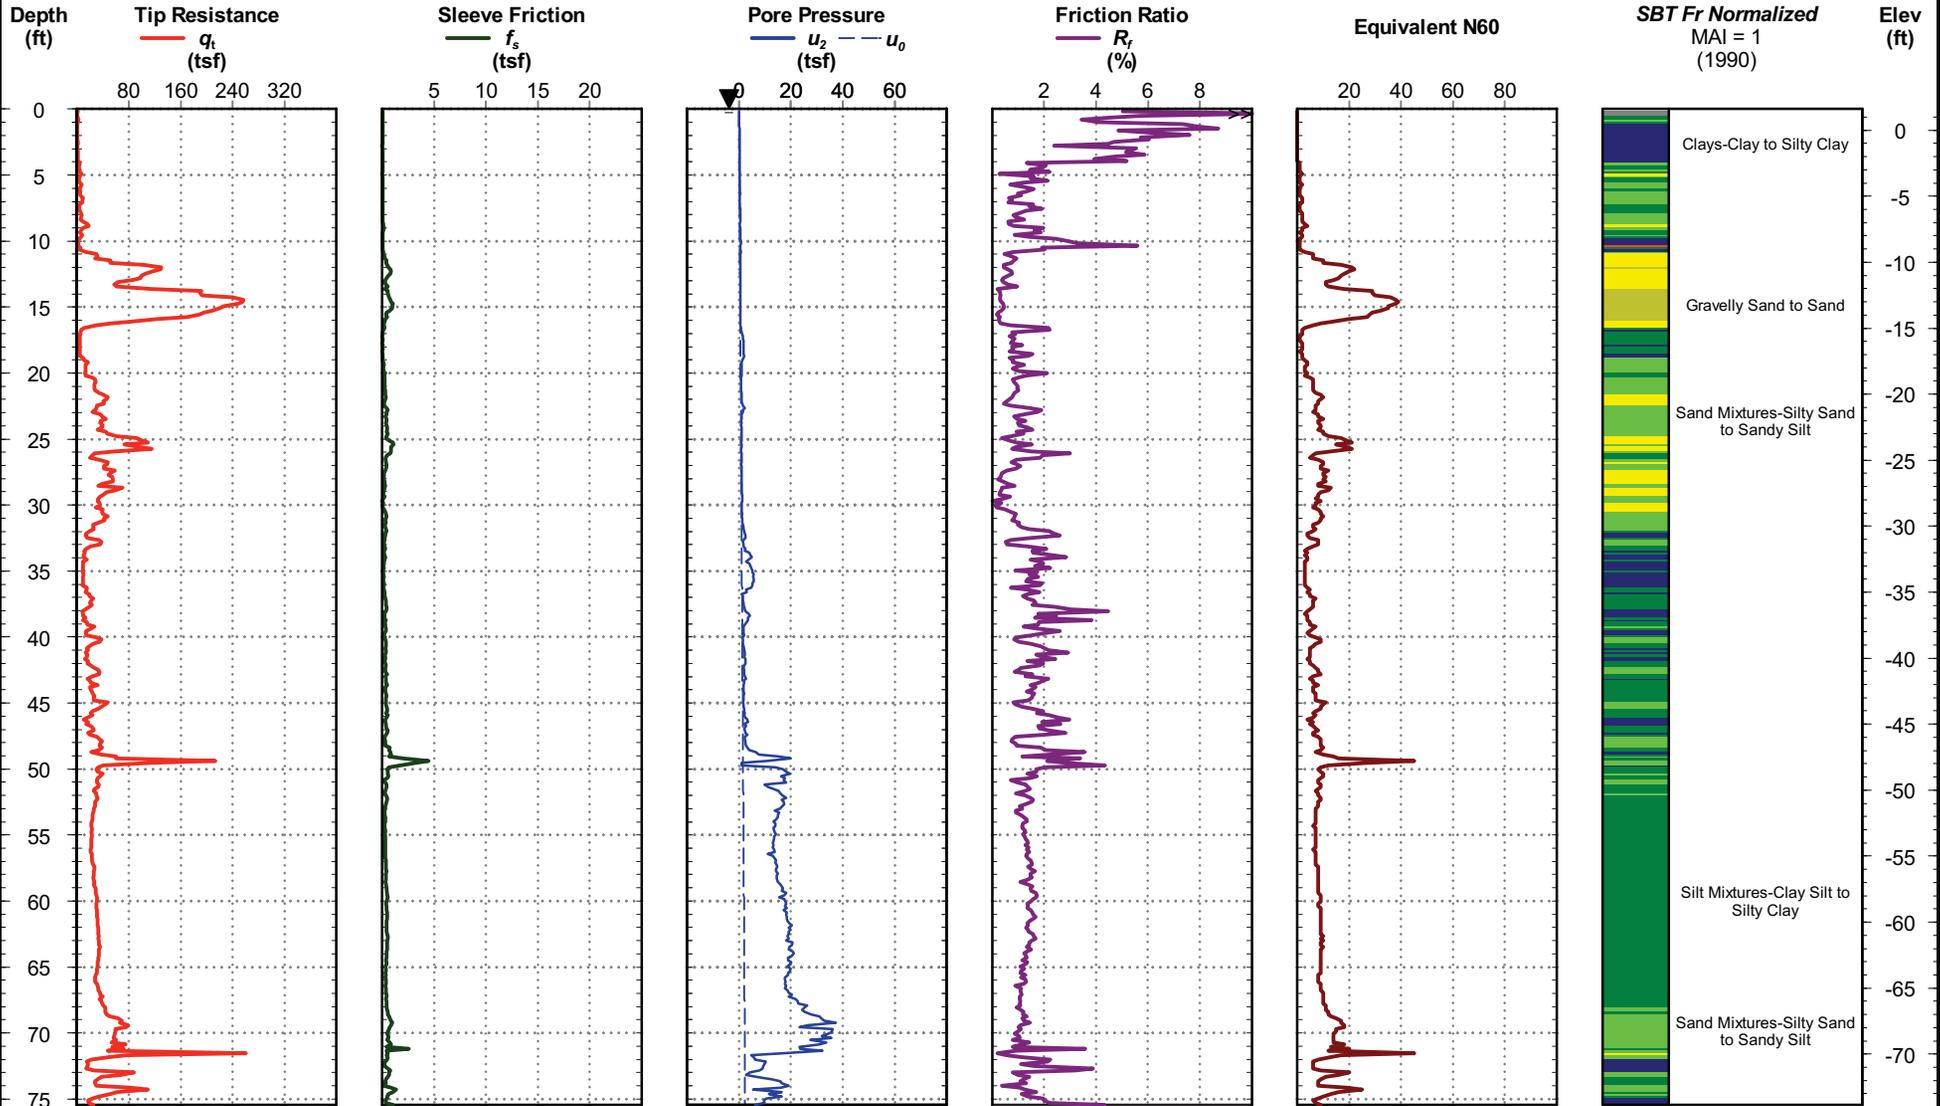 Depth
(ft)
Tip Resistance
qt
(tsf)
Sleeve Friction
fs
(tsf)
Pore Pressure
u2 u0
(tsf)
Friction Ratio
Rf
(%)
Equivalent N60
SBT Fr Normalized
MAI = 1
(1990)
Elev
(ft)
80 160 240 320
5 10 15 20
0 20 40 60
2 4 6 8
20 40 60 80
0
>>
0
Clays-Clay to Silty Clay
5
-5
10
-10
Gravelly Sand to Sand
15
-15
20
-20
Sand Mixtures-Silty Sand
to Sandy Silt
25
-25
30
-30
35
-35
40
-40
45
-45
50
-50
55
-55
Silt Mixtures-Clay Silt to
Silty Clay
60
-60
65
-65
Sand Mixtures-Silty Sand
to Sandy Silt
70
-70
75